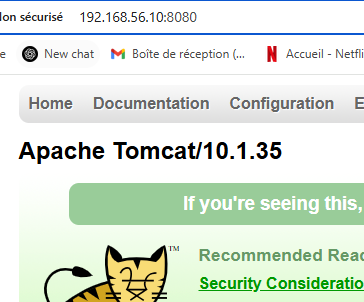 lon sécurisé 192.168.56.10:8080
e New chat Boîte de réception (... Accueil - Netfli
Home Documentation Configuration E
Apache Tomcat/10.1.35
If you're seeing this,
TM
Recommended Read
Security Consideratio